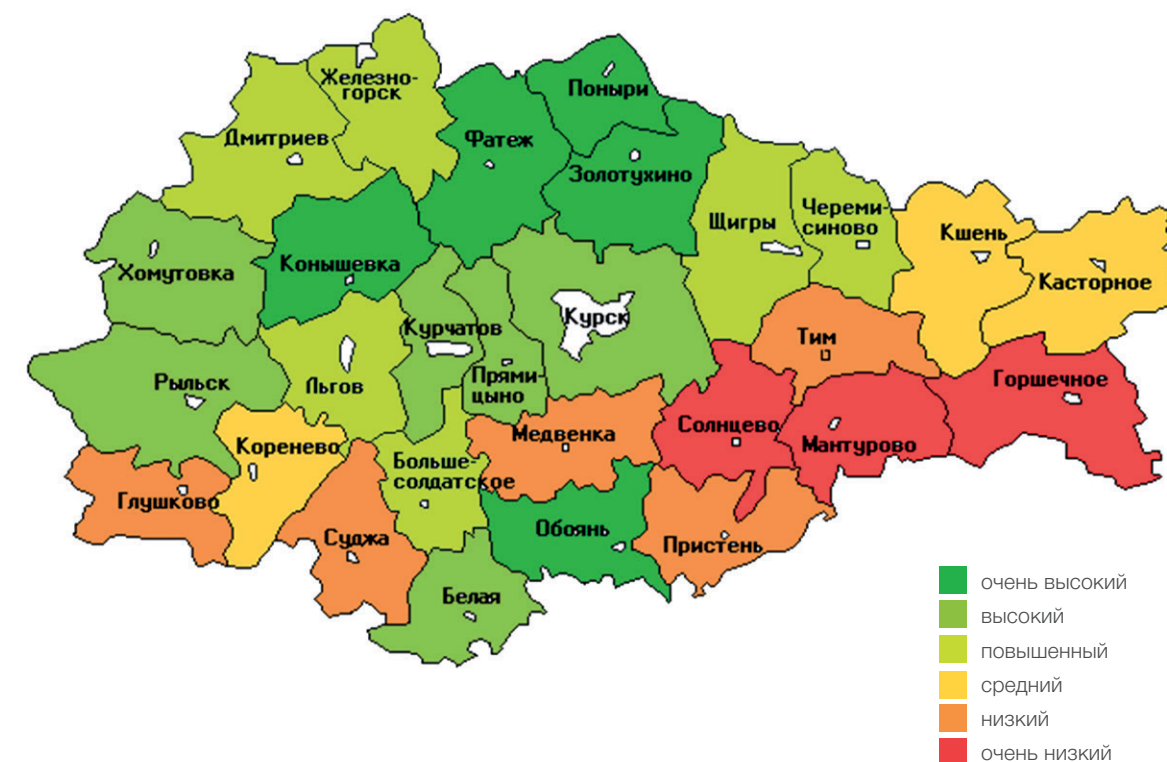 Железно-
горск
Поныри
Дмитриев
Фатеж
Золотухино
Щигры
Череми-
синово
Кшень
Касторное
Хомутовка
Конышевка
Курчатов
Курск
Тим
Рыльск
Льгов
Прями-
цыно
Горшечное
Коренево
Медвенка
Солнцево
Мантурово
Глушково
Больше-
солдатское
Суджа
Обоянь
Пристень
Белая
очень высокий
высокий
повышенный
средний
низкий
очень низкий